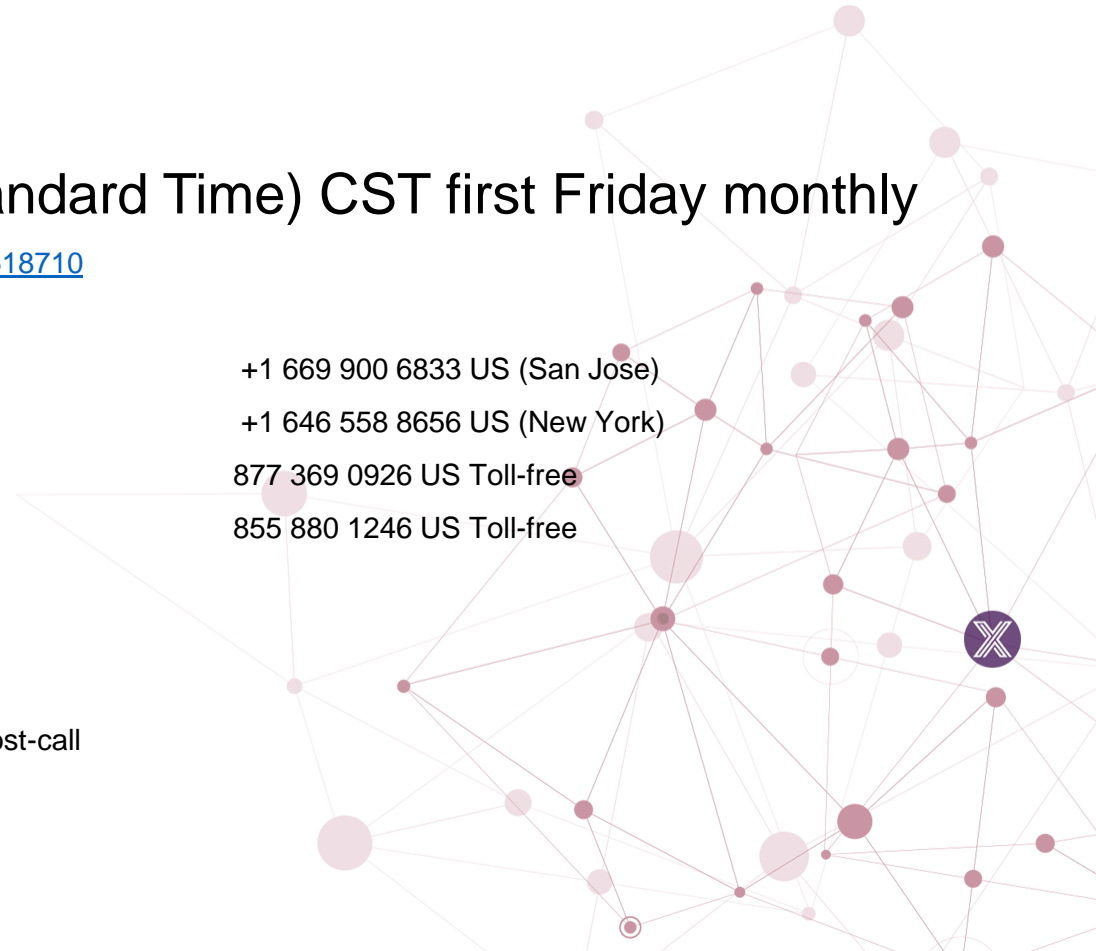 andard Time) CST first Friday monthly
18710
+1 669 900 6833 US (San Jose)
+1 646 558 8656 US (New York)
877 369 0926 US Toll-free
855 880 1246 US Toll-free
ost-call